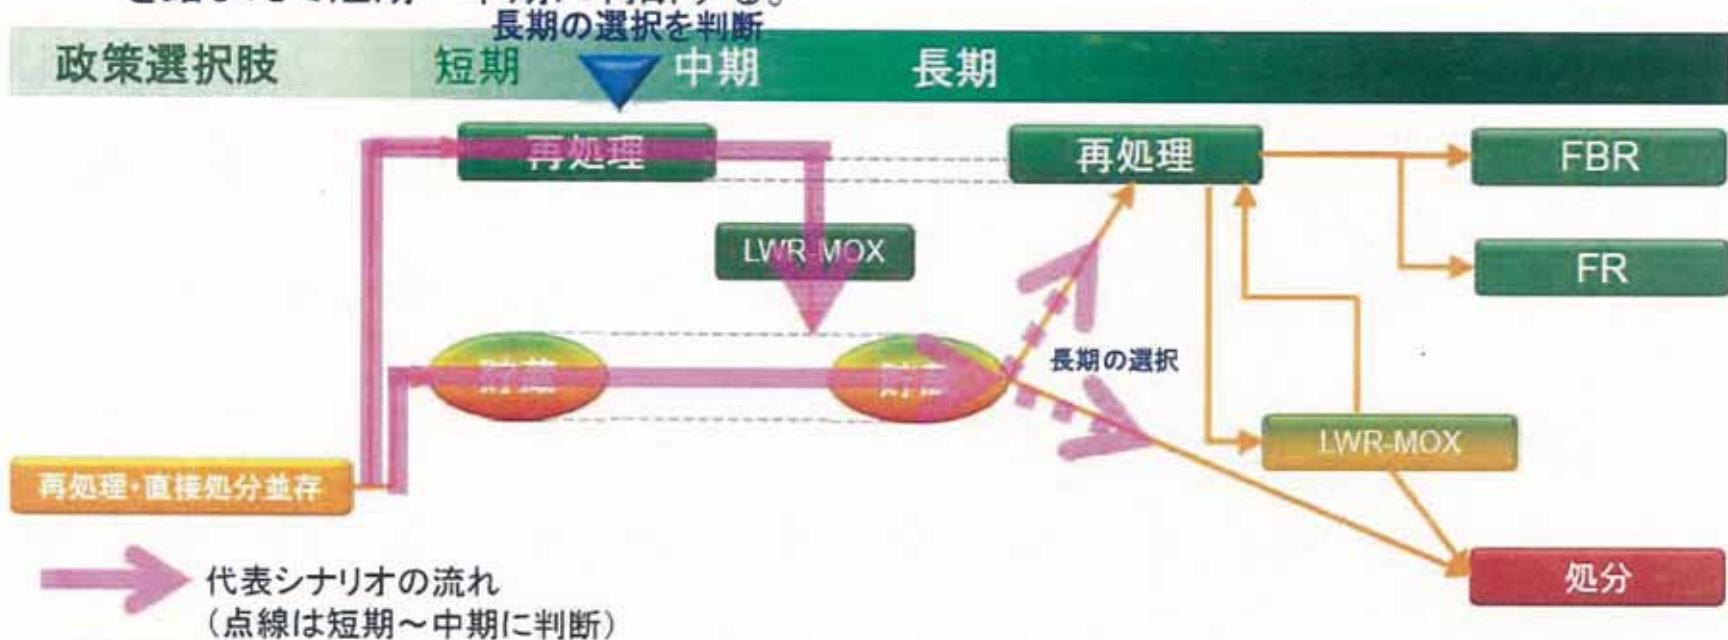 長期の選択を判断
政策選択肢 短期 中期 長期
再処理 再処理 FBR
LWR-MOX FR
貯蔵
長期の選択
LWR-MOX
再処理・直接処分並存
処分
代表シナリオの流れ
(点線は短期～中期に判断)